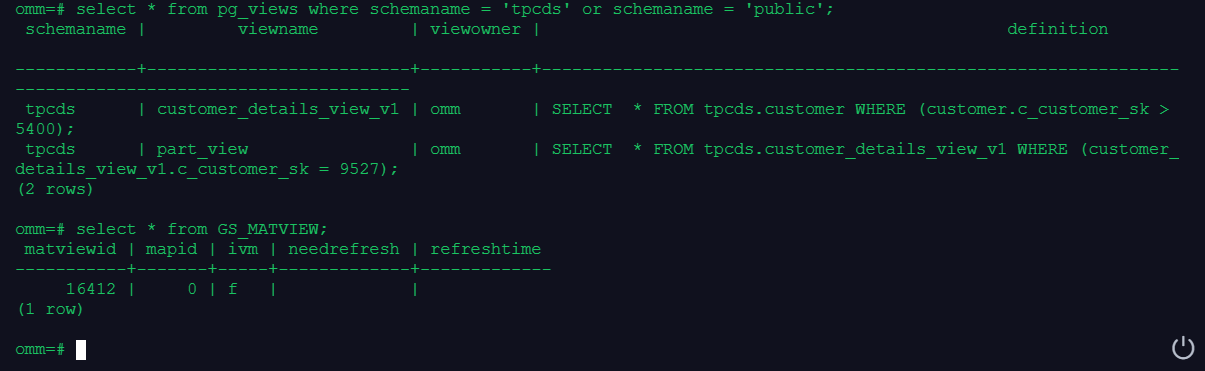 omm=# select * from pg_views where schemaname = 'tpcds' or schemaname = 'public';
 schemaname |         viewname         | viewowner |                                              definition

------------+--------------------------+-----------+---------------------------------------------------------------
---------------------------------------
 tpcds      | customer_details_view_v1 | omm       | SELECT  * FROM tpcds.customer WHERE (customer.c_customer_sk >
5400);
 tpcds      | part_view                | omm       | SELECT  * FROM tpcds.customer_details_view_v1 WHERE (customer_
details_view_v1.c_customer_sk = 9527);
(2 rows)

omm=# select * from GS_MATVIEW;
 matviewid | mapid | ivm | needrefresh | refreshtime
-----------+-------+-----+-------------+-------------
     16412 |     0 | f   |             |
(1 row)

omm=#